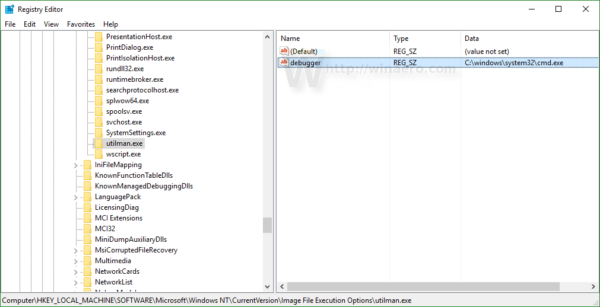 Registry Editor
File Edit View Favorites Help
PresentationHost.exe
PrintDialog.exe
PrintIsolationHost.exe
rundll32.exe
runtimebroker.exe
searchprotocolhost.exe
splwow64.exe
spoolsv.exe
svchost.exe
SystemSettings.exe
utilman.exe
wscript.exe
IniFileMapping
KnownFunctionTableDlls
KnownManagedDebuggingDlls
LanguagePack
LicensingDiag
MCI Extensions
MCI32
MiniDumpAuxiliaryDlls
MsiCorruptedFileRecovery
Multimedia
NetworkCards
NetworkList
Name Type Data
(Default) REG_SZ (value not set)
debugger REG_SZ C:\windows\system32\cmd.exe
W http://winaero.com
Computer\HKEY_LOCAL_MACHINE\SOFTWARE\Microsoft\Windows NT\CurrentVersion\Image File Execution Options\utilman.exe